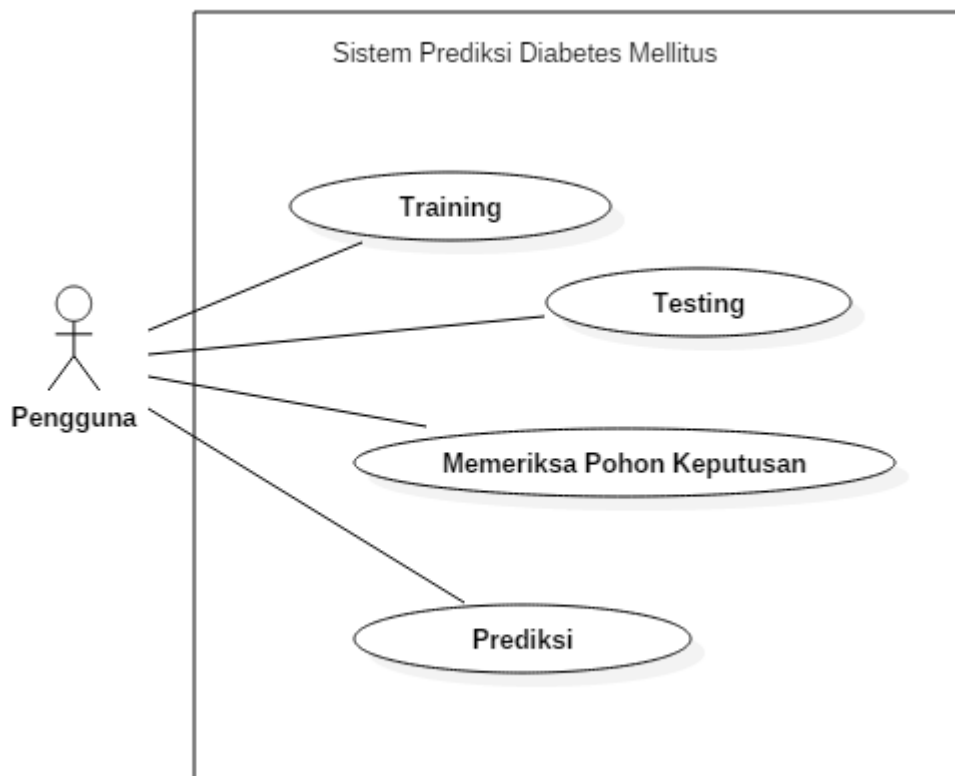 Sistem Prediksi Diabetes Mellitus
Training
Testing
Pengguna
Memeriksa Pohon Keputusan
Prediksi